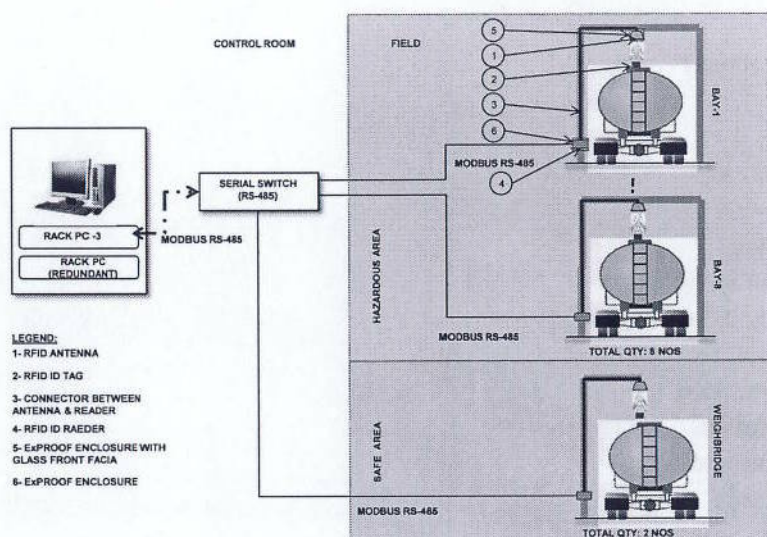 CONTROL ROOM
FIELD
5
1
2
3
6
4
BAY-1
MODBUS RS-485
SERIAL SWITCH
(RS-485)
RACK PC -3
MODBUS RS-485
RACK PC
(REDUNDANT)
HAZARDOUS AREA
BAY-8
MODBUS RS-485
TOTAL QTY: 8 NOS
LEGEND:
1- RFID ANTENNA
2- RFID ID TAG
3- CONNECTOR BETWEEN
ANTENNA & READER
4- RFID ID RAEDER
5- ExPROOF ENCLOSURE WITH
GLASS FRONT FACIA
6- ExPROOF ENCLOSURE
SAFE AREA
WEIGHBRIDGE
MODBUS RS-485
TOTAL QTY: 2 NOS